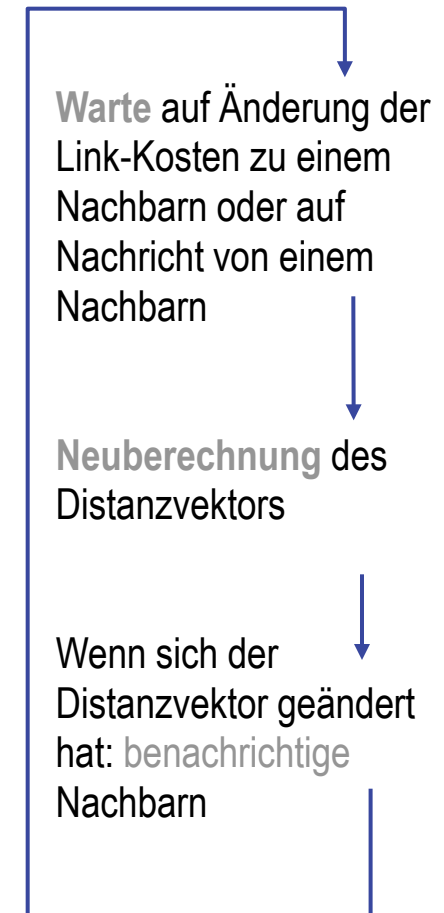 Warte auf Änderung der
Link-Kosten zu einem
Nachbarn oder auf
Nachricht von einem
Nachbarn
Neuberechnung des
Distanzvektors
Wenn sich der
Distanzvektor geändert
hat: benachrichtige
Nachbarn